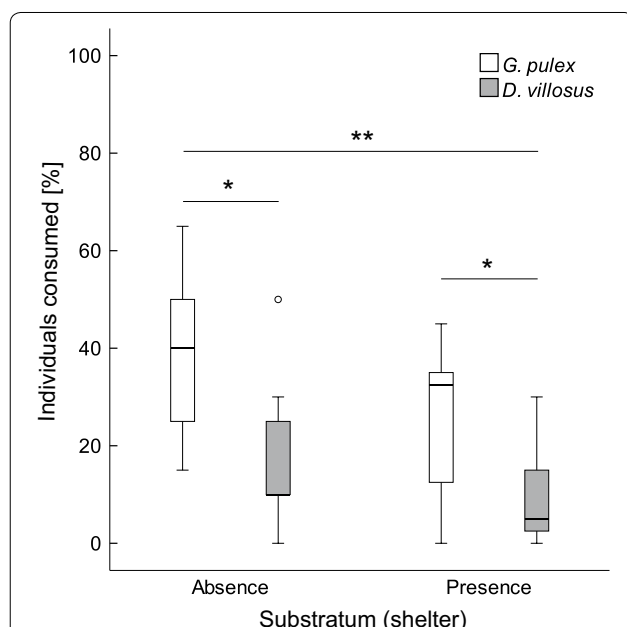 100
G. pulex
D. villosus
**
80
*
60
*
40
20
0
Individuals consumed [%]
Absence
Presence
Substratum (shelter)